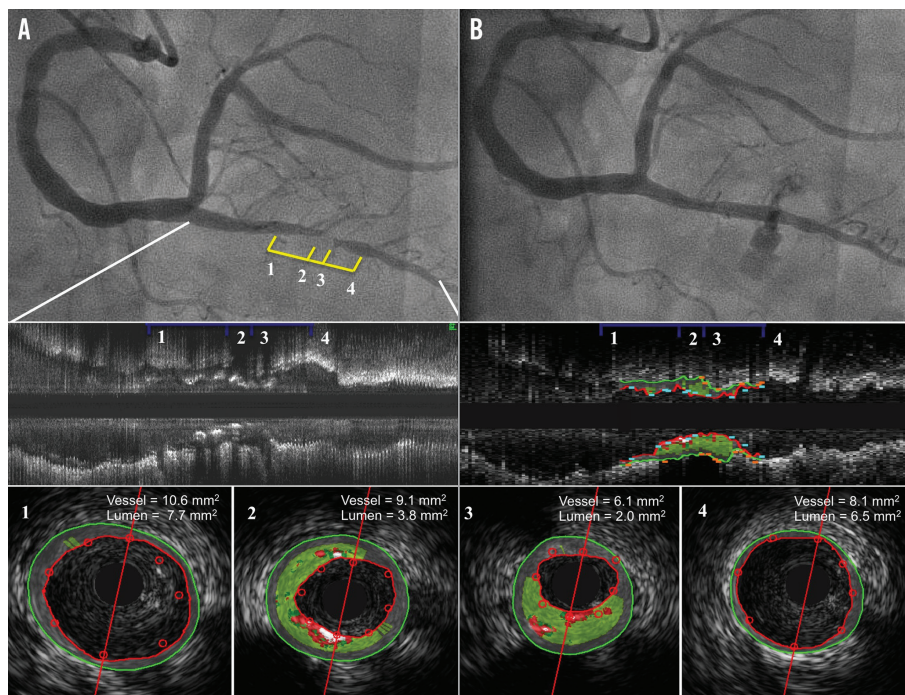 A
B
1
2
3
4
1
2
3
4
1
2
3
4
1
Vessel = 10.6 mm²
Lumen = 7.7 mm²
2
Vessel = 9.1 mm²
Lumen = 3.8 mm²
3
Vessel = 6.1 mm²
Lumen = 2.0 mm²
4
Vessel = 8.1 mm²
Lumen = 6.5 mm²